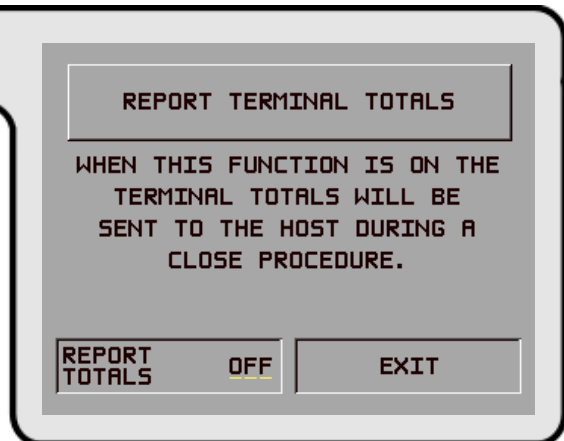 REPORT TERMINAL TOTALS
WHEN THIS FUNCTION IS ON THE
TERMINAL TOTALS WILL BE
SENT TO THE HOST DURING A
CLOSE PROCEDURE.
REPORT
TOTALS OFF
EXIT